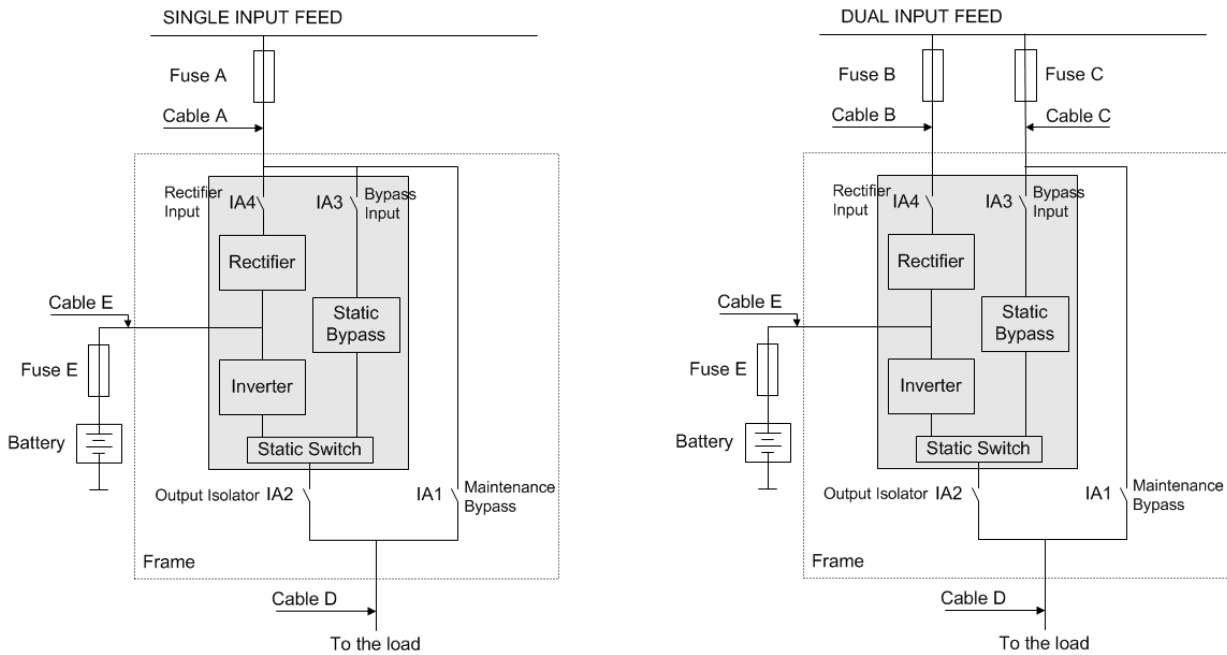 SINGLE INPUT FEED
Fuse A
Cable A
Rectifier
Input
IA4
IA3
Bypass
Input
Rectifier
Cable E
Static
Bypass
Fuse E
Inverter
Battery
Static Switch
Output Isolator
IA2
IA1
Maintenance
Bypass
Frame
Cable D
To the load
DUAL INPUT FEED
Fuse B
Fuse C
Cable B
Cable C
Rectifier
Input
IA4
IA3
Bypass
Input
Rectifier
Cable E
Static
Bypass
Fuse E
Inverter
Battery
Static Switch
Output Isolator
IA2
IA1
Maintenance
Bypass
Frame
Cable D
To the load